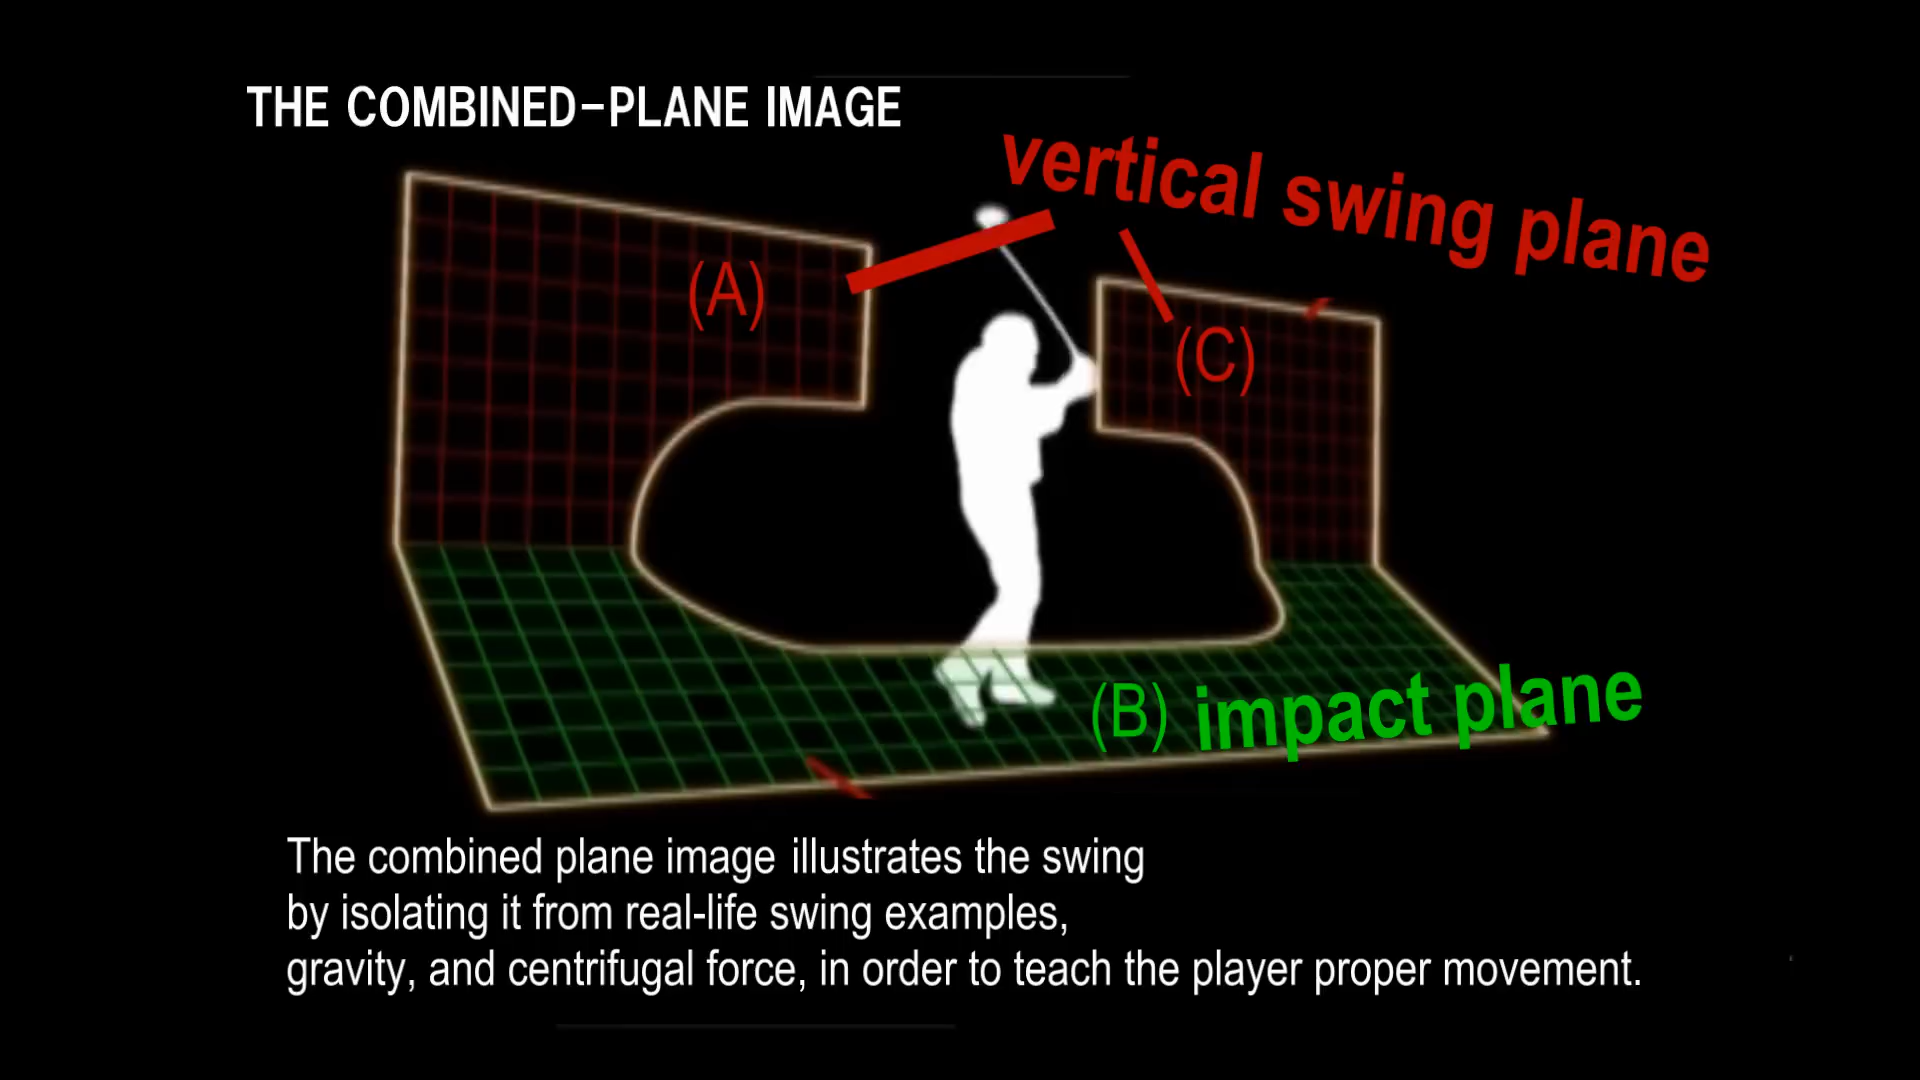 THE COMBINED-PLANE IMAGE
vertical swing plane
(A)
(C)
(B) impact plane
The combined plane image illustrates the swing
by isolating it from real-life swing examples,
gravity, and centrifugal force, in order to teach the player proper movement.